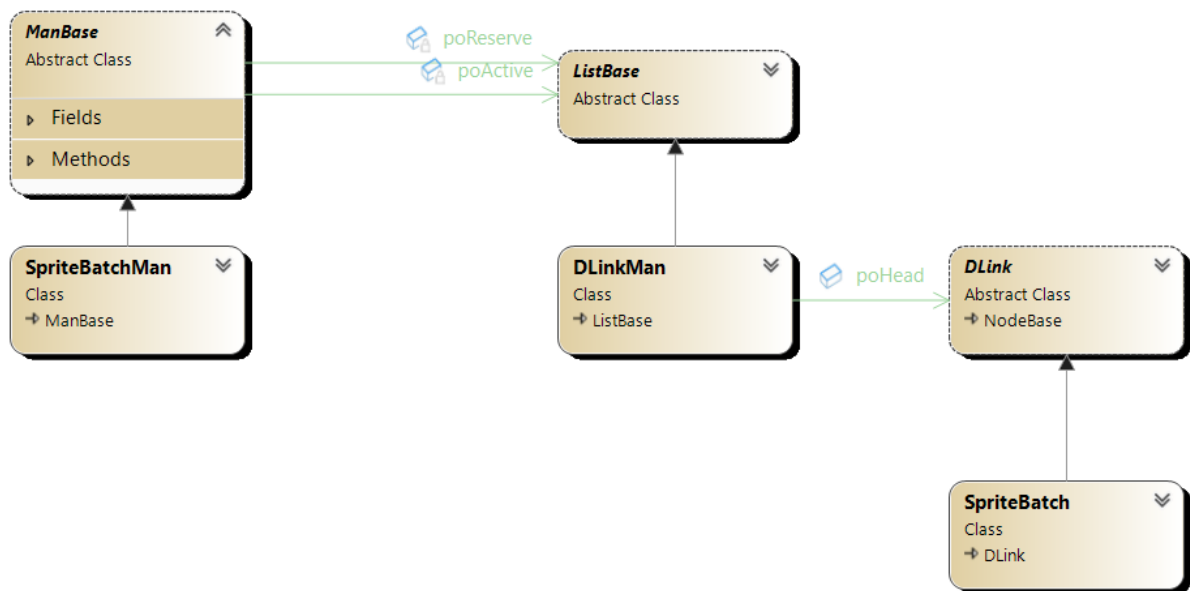 ManBase
Abstract Class
Fields
Methods
poReserve
poActive
ListBase
Abstract Class
SpriteBatchMan
Class
ManBase
DLinkMan
Class
ListBase
poHead
DLink
Abstract Class
NodeBase
SpriteBatch
Class
DLink